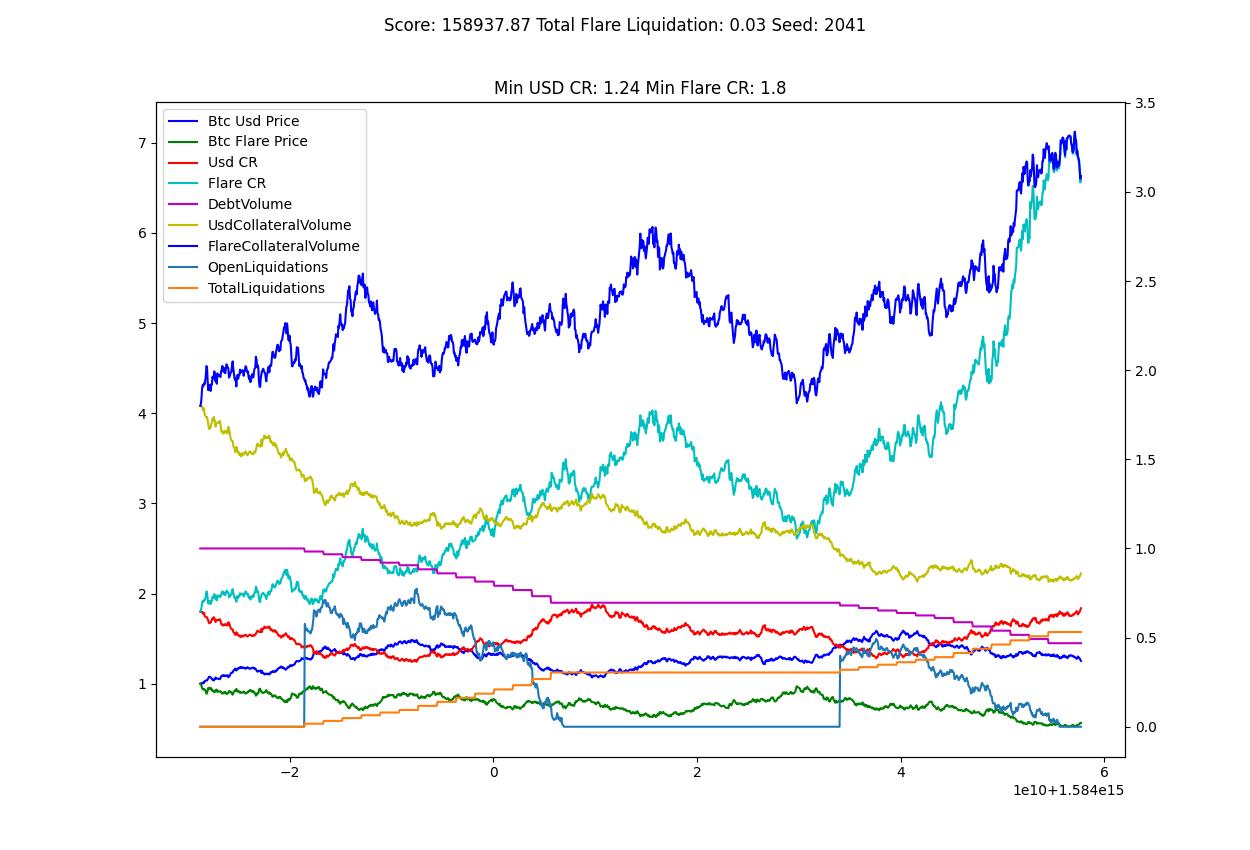 Score: 158937.87 Total Flare Liquidation: 0.03 Seed: 2041
Min USD CR: 1.24 Min Flare CR: 1.8
Btc Usd Price
Btc Flare Price
Usd CR
Flare CR
DebtVolume
UsdCollateralVolume
FlareCollateralVolume
OpenLiquidations
TotalLiquidations
7
6
5
4
3
2
1
3.5
3.0
2.5
2.0
1.5
1.0
0.5
0.0
−2 0 2 4 6
1e10+1.584e15